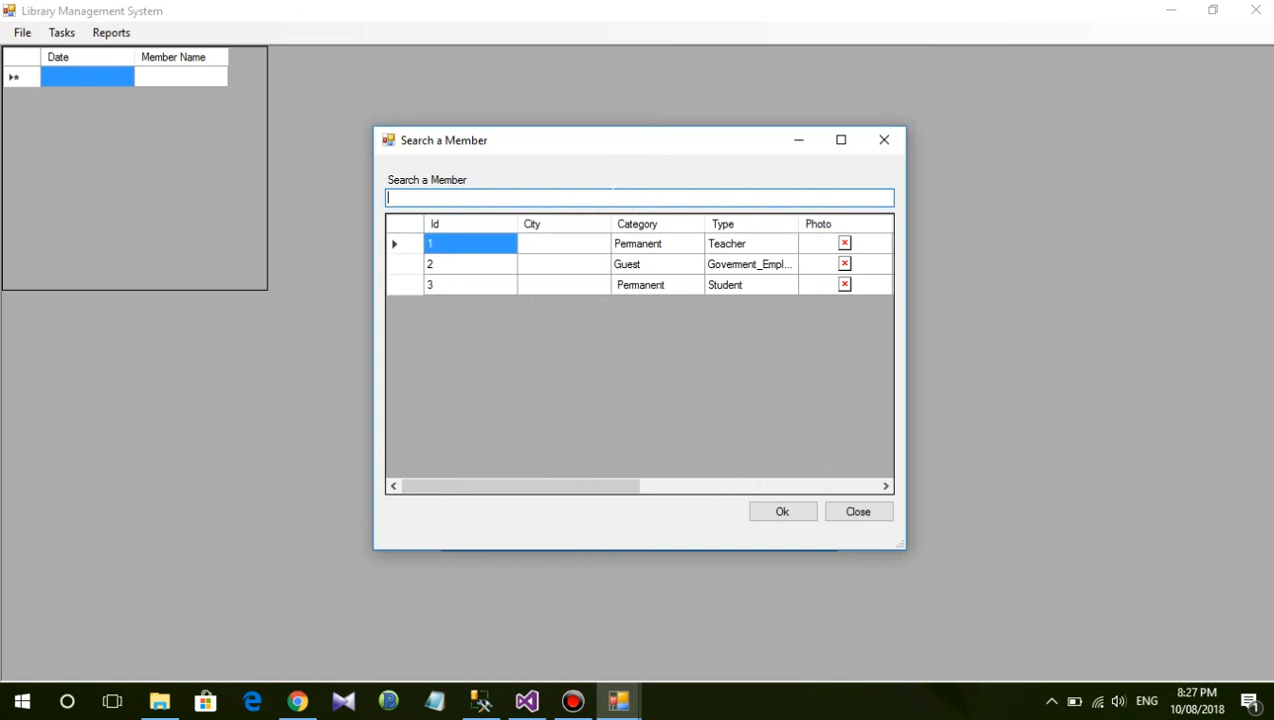 Library Management System
File Tasks Reports
Date Member Name
Search a Member
Search a Member
Id City Category Type Photo
1 Permanent Teacher
2 Guest Goverment_Empl...
3 Permanent Student
Ok Close
ENG
8:27 PM
10/08/2018
1